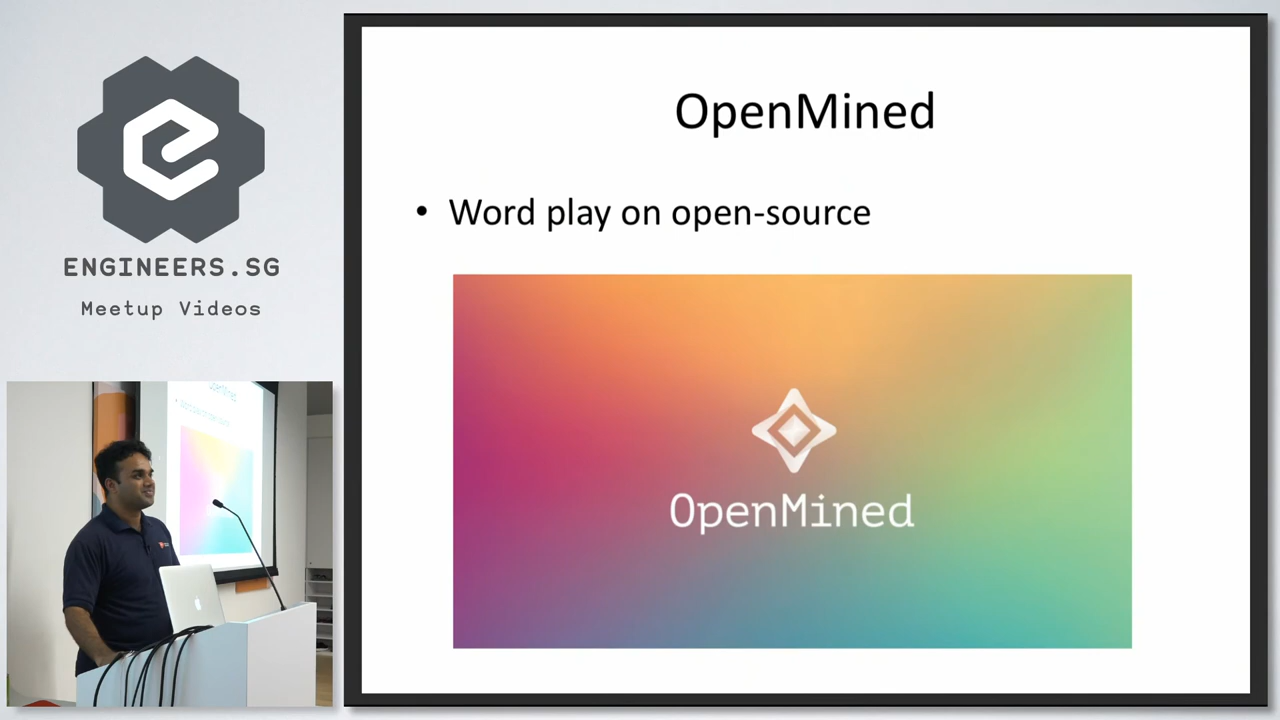 ENGINEERS.SG
Meetup Videos
OpenMined
• Word play on open-source
OpenMined